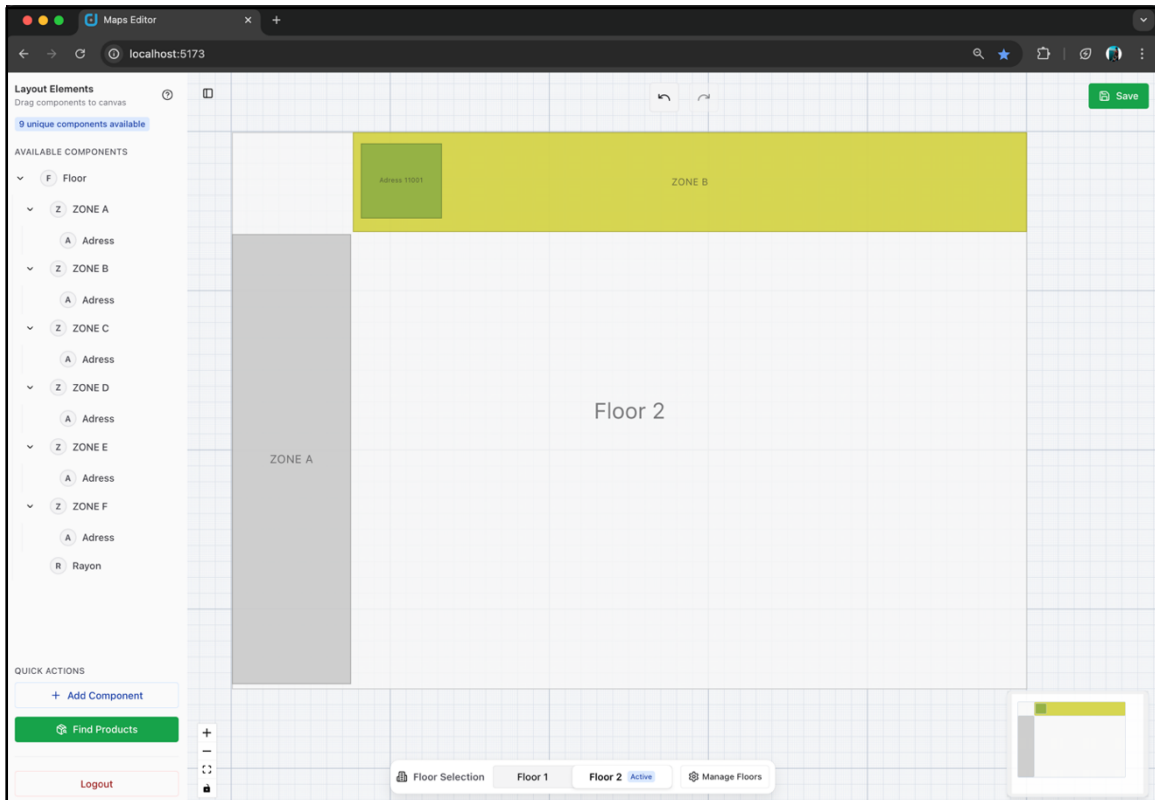 Maps Editor
localhost:5173
Layout Elements
Drag components to canvas
9 unique components available
AVAILABLE COMPONENTS
F Floor
Z ZONE A
A Adress
Z ZONE B
A Adress
Z ZONE C
A Adress
Z ZONE D
A Adress
Z ZONE E
A Adress
Z ZONE F
A Adress
R Rayon
QUICK ACTIONS
+ Add Component
Find Products
Logout
Save
Adress 11001
ZONE B
Floor 2
ZONE A
Floor Selection Floor 1 Floor 2 Active Manage Floors